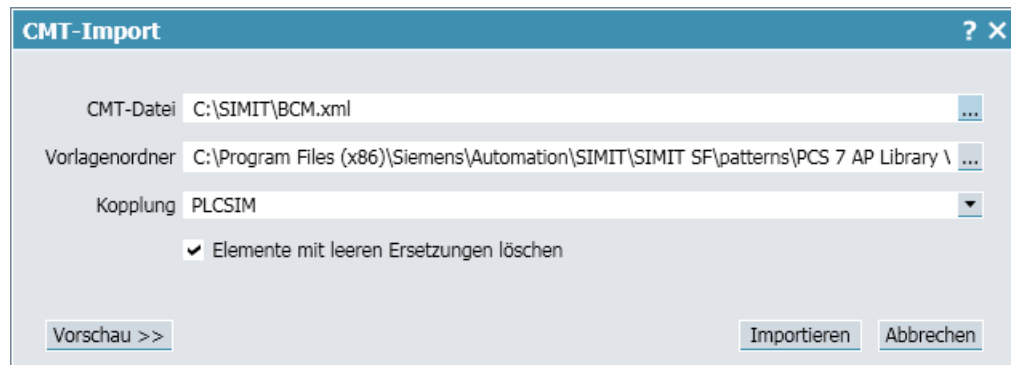 CMT-Import ? ×
CMT-Datei C:\SIMIT\BCM.xml ...
Vorlagenordner C:\Program Files (x86)\Siemens\Automation\SIMIT\SIMIT SF\patterns\PCS 7 AP Library \ ...
Kopplung PLCSIM
Elemente mit leeren Ersetzungen löschen
Vorschau >> Importieren Abbrechen